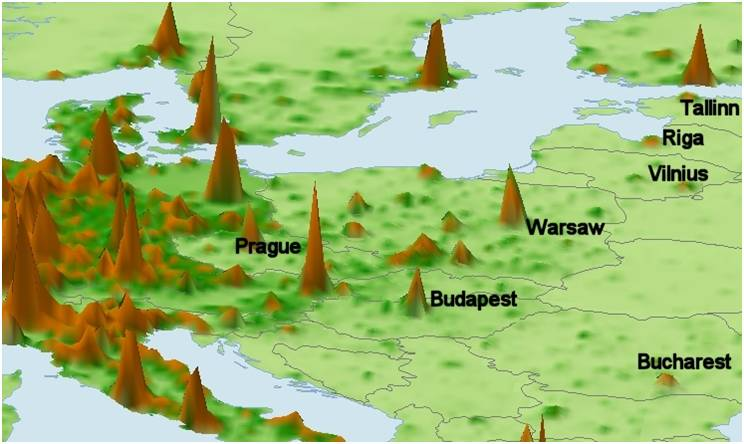 Tallinn
Riga
Vilnius
Warsaw
Prague
Budapest
Bucharest